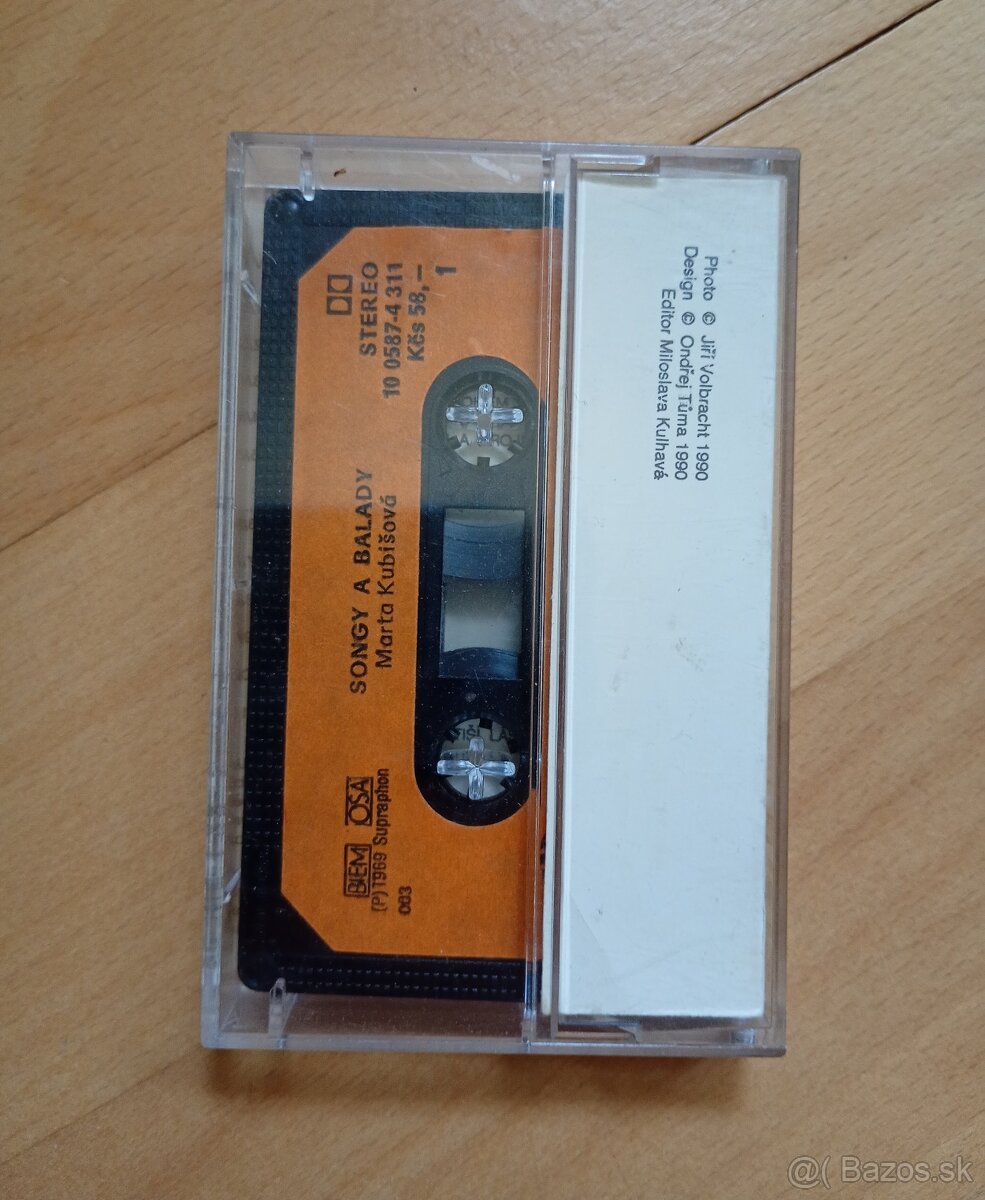 STEREO
10 0587-4 311
Kčs 58,–
1
SONGY A BALADY
Marta Kubišová
BIEM OSA
(P) 1969 Supraphon
003
Photo © Jiří Volbracht 1990
Design © Ondřej Tůma 1990
Editor Miloslava Kulhavá
@( Bazos.sk